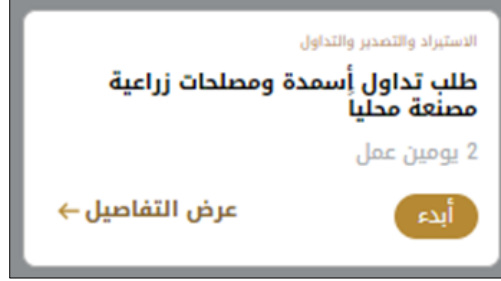 الاستيراد والتصدير والتداول
طلب تداول أسمدة ومصلحات زراعية
مصنعة محلياً
2 يومين عمل
أبدء
عرض التفاصيل ←